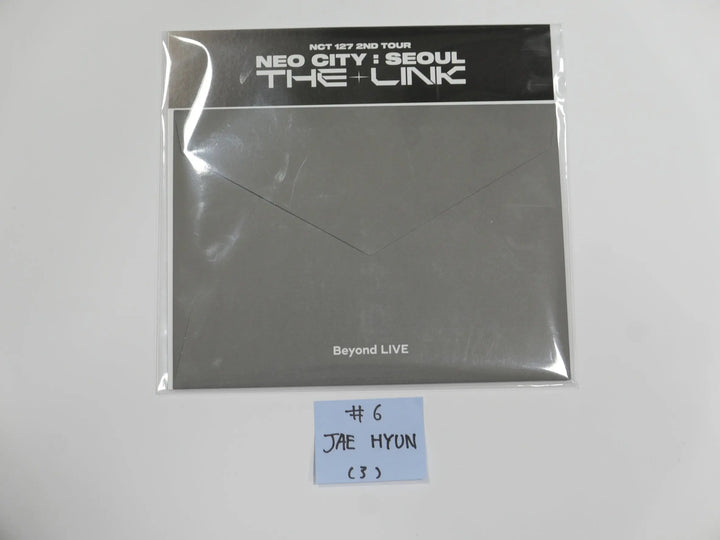 NCT 127 2ND TOUR
NEO CITY : SEOUL
THE + LINK
Beyond LIVE
# 6
JAE HYUN
(3)